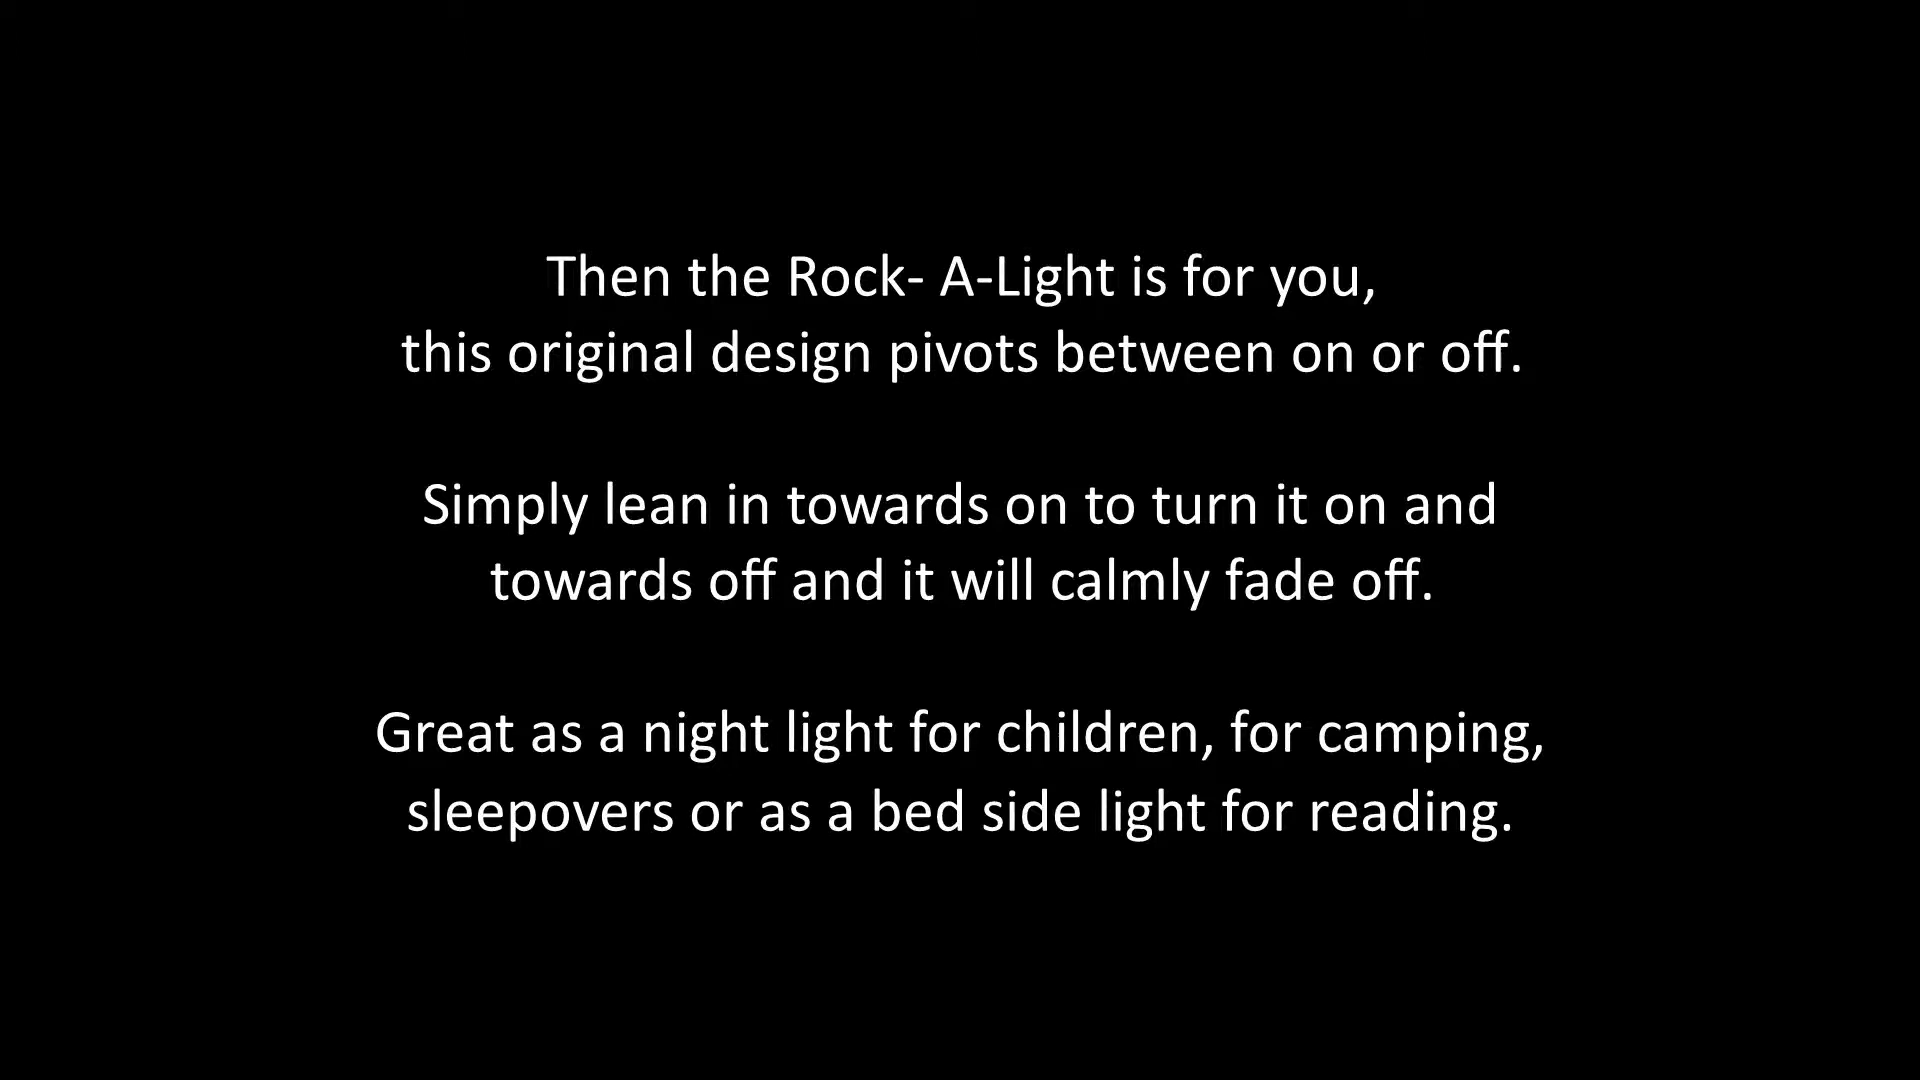 Then the Rock- A-Light is for you,
this original design pivots between on or off.
Simply lean in towards on to turn it on and
towards off and it will calmly fade off.
Great as a night light for children, for camping,
sleepovers or as a bed side light for reading.